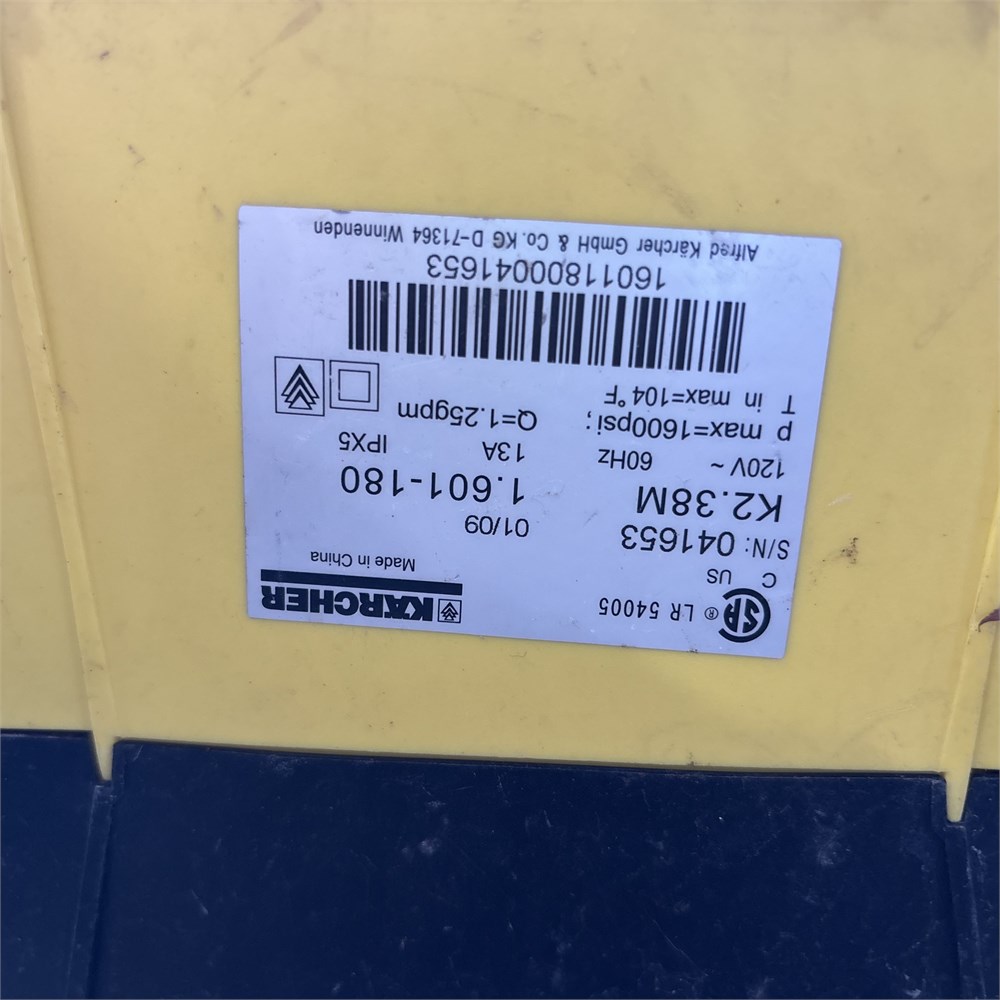 LR 54005
C US
KÄRCHER
Made in China
S/N: 041653
01/09
K2.38M
1.601-180
120V ~ 60Hz
13A
IPX5
p max=1600psi;
Q=1.25gpm
T in max=104°F
16011800041653
Alfred Kärcher GmbH & Co.KG D-71364 Winnenden